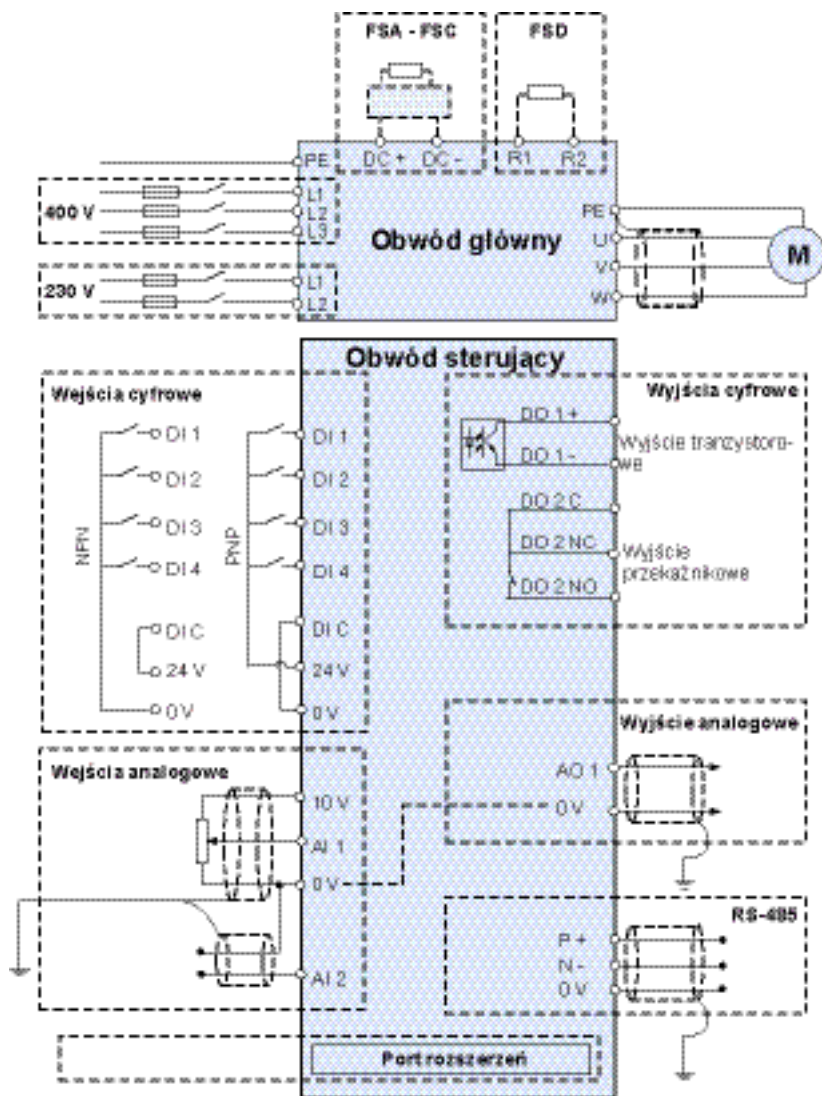 FSA - FSC
FSD
PE
DC +
DC -
R1
R2
400 V
L1
L2
L3
Obwód główny
PE
U
V
W
M
230 V
L1
L2
Obwód sterujący
Wejścia cyfrowe
NPN
DI 1
DI 2
DI 3
DI 4
DI C
24 V
0 V
PNP
DI 1
DI 2
DI 3
DI 4
DI C
24 V
0 V
Wyjścia cyfrowe
DO 1 +
DO 1 -
Wyjście tranzystoro-
we
DO 2 C
DO 2 NC
DO 2 NO
Wyjście
przekaźnikowe
Wyjście analogowe
AO 1
0 V
Wejścia analogowe
10 V
AI 1
0 V
AI 2
RS-485
P +
N -
0 V
Port rozszerzeń